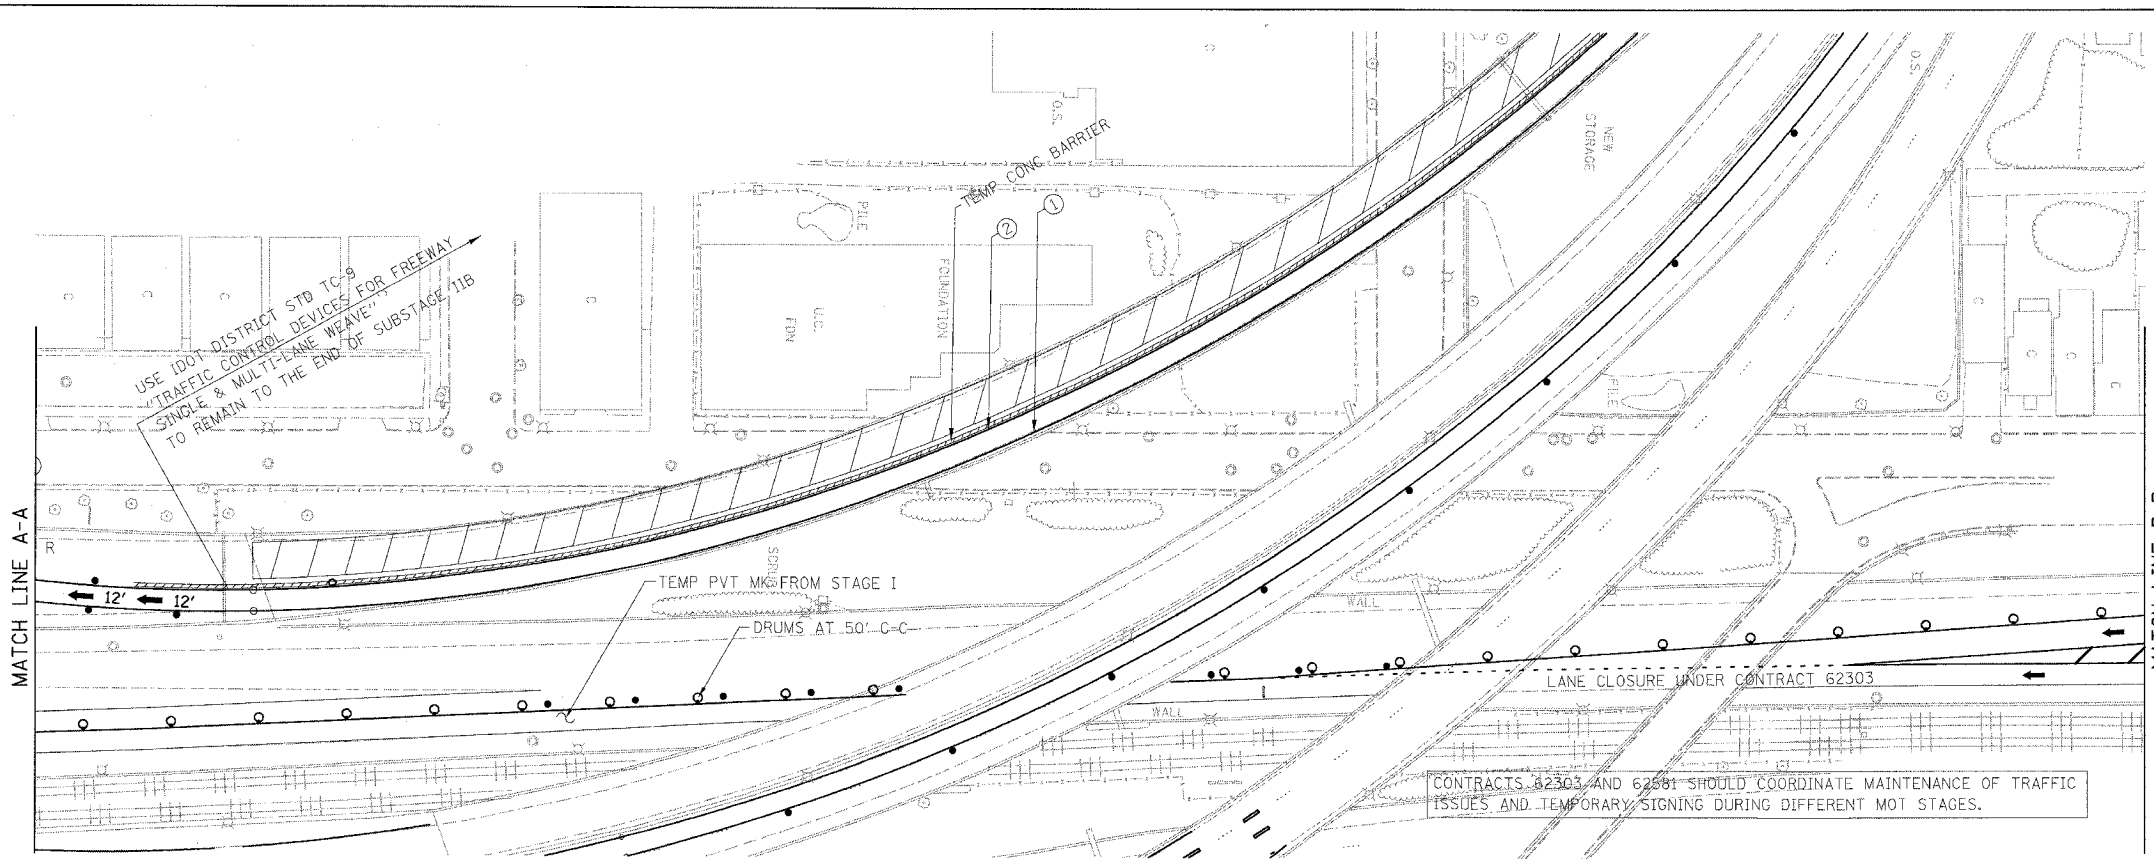 O.S.
O.S.
NEW
STORAGE
TEMP CONC BARRIER
①
②
PILE
FOUNDATION
U.C.
FDN
C
C
C
C
C
C
C
C
C
C
C
USE IDOT DISTRICT STD TC-9
"TRAFFIC CONTROL DEVICES FOR FREEWAY
SINGLE & MULTI-LANE WEAVE"
TO REMAIN TO THE END OF SUBSTAGE 11B
PILE
MATCH LINE A-A
R
12'
12'
SCRUB
TEMP PVT MK FROM STAGE I
DRUMS AT 50' C-C
WALL
WALL
LANE CLOSURE UNDER CONTRACT 62303
CONTRACTS 62303 AND 62581 SHOULD COORDINATE MAINTENANCE OF TRAFFIC
ISSUES AND TEMPORARY SIGNING DURING DIFFERENT MOT STAGES.